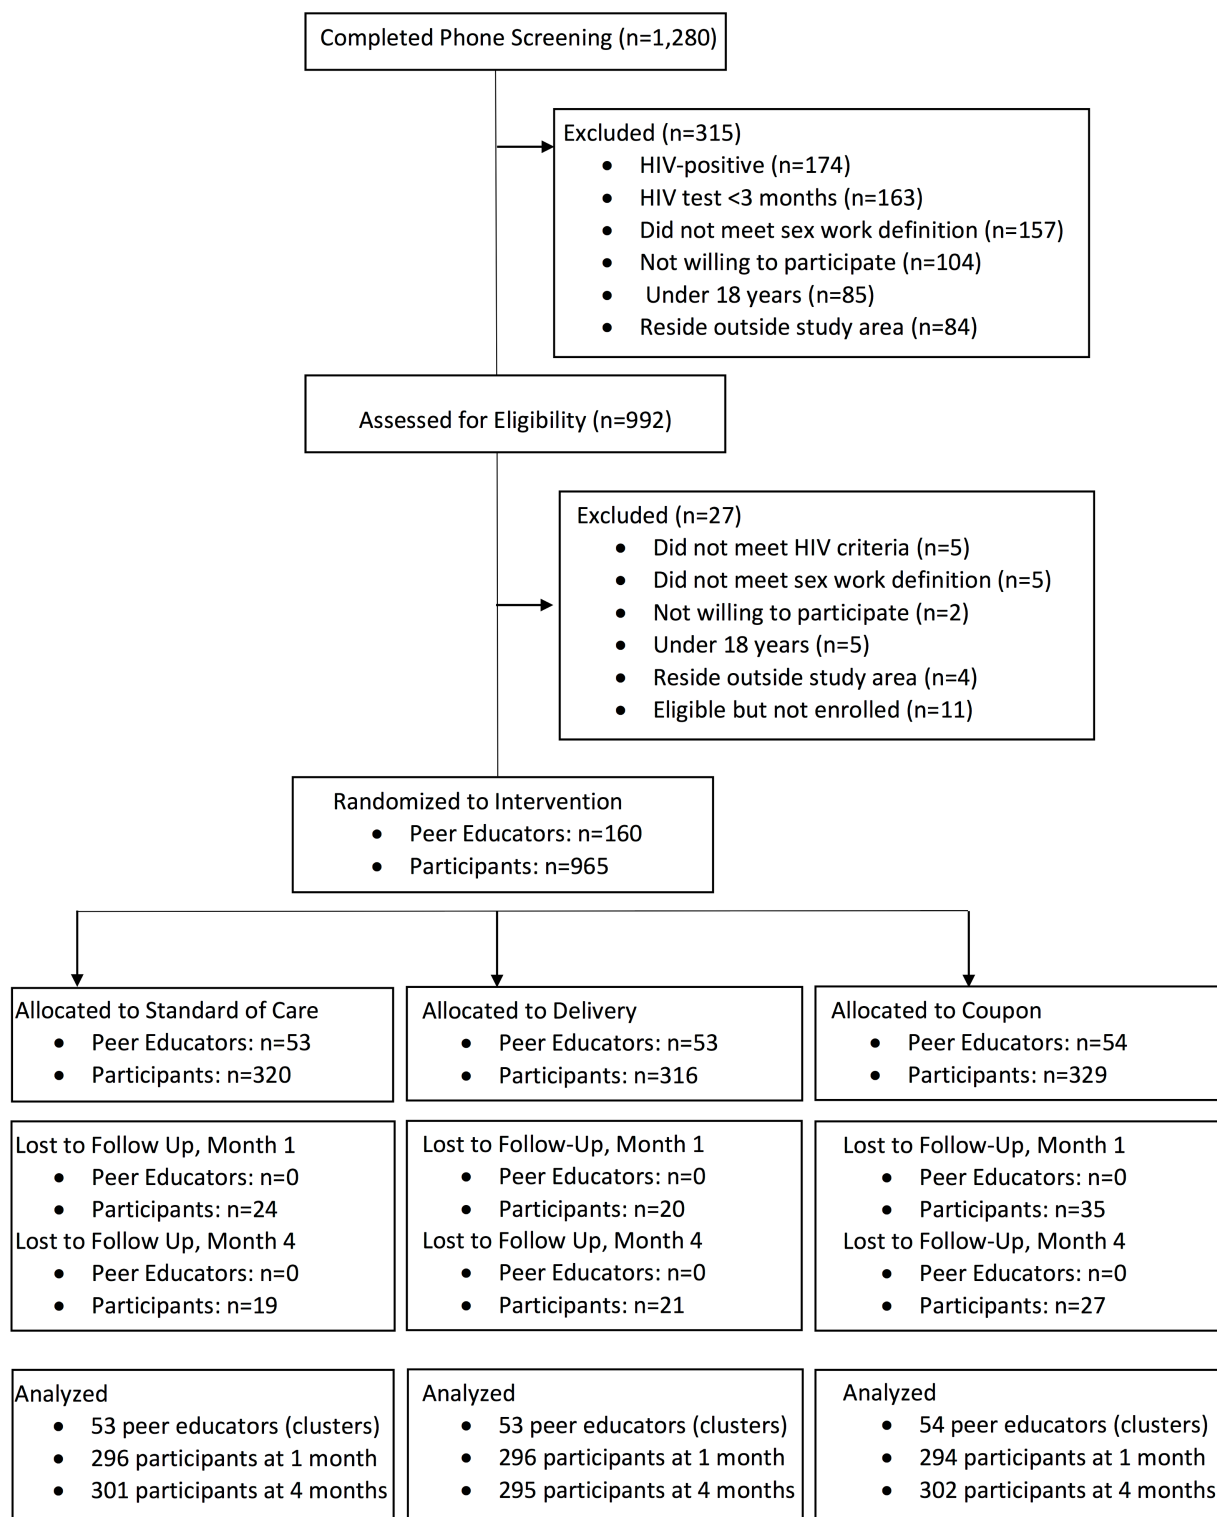 Completed Phone Screening (n=1,280)
Excluded (n=315)
• HIV-positive (n=174)
• HIV test <3 months (n=163)
• Did not meet sex work definition (n=157)
• Not willing to participate (n=104)
• Under 18 years (n=85)
• Reside outside study area (n=84)
Assessed for Eligibility (n=992)
Excluded (n=27)
• Did not meet HIV criteria (n=5)
• Did not meet sex work definition (n=5)
• Not willing to participate (n=2)
• Under 18 years (n=5)
• Reside outside study area (n=4)
• Eligible but not enrolled (n=11)
Randomized to Intervention
• Peer Educators: n=160
• Participants: n=965
Allocated to Standard of Care
• Peer Educators: n=53
• Participants: n=320
Allocated to Delivery
• Peer Educators: n=53
• Participants: n=316
Allocated to Coupon
• Peer Educators: n=54
• Participants: n=329
Lost to Follow Up, Month 1
• Peer Educators: n=0
• Participants: n=24
Lost to Follow Up, Month 4
• Peer Educators: n=0
• Participants: n=19
Lost to Follow-Up, Month 1
• Peer Educators: n=0
• Participants: n=20
Lost to Follow Up, Month 4
• Peer Educators: n=0
• Participants: n=21
Lost to Follow-Up, Month 1
• Peer Educators: n=0
• Participants: n=35
Lost to Follow-Up, Month 4
• Peer Educators: n=0
• Participants: n=27
Analyzed
• 53 peer educators (clusters)
• 296 participants at 1 month
• 301 participants at 4 months
Analyzed
• 53 peer educators (clusters)
• 296 participants at 1 month
• 295 participants at 4 months
Analyzed
• 54 peer educators (clusters)
• 294 participants at 1 month
• 302 participants at 4 months